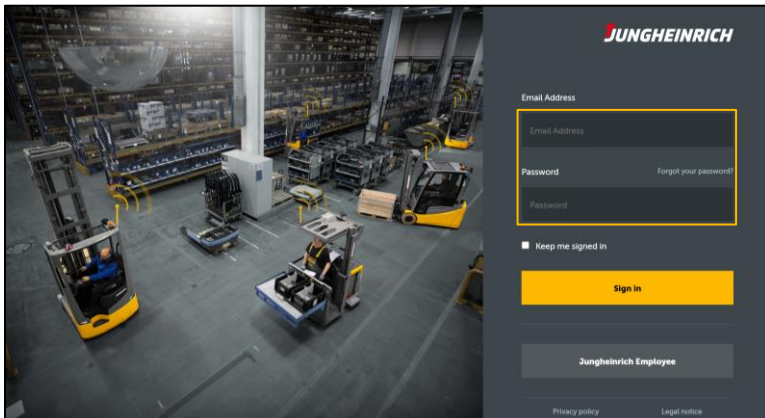 JUNGHEINRICH
Email Address
Email Address
Password Forgot your password?
Password
Keep me signed in
Sign in
Jungheinrich Employee
Privacy policy Legal notice